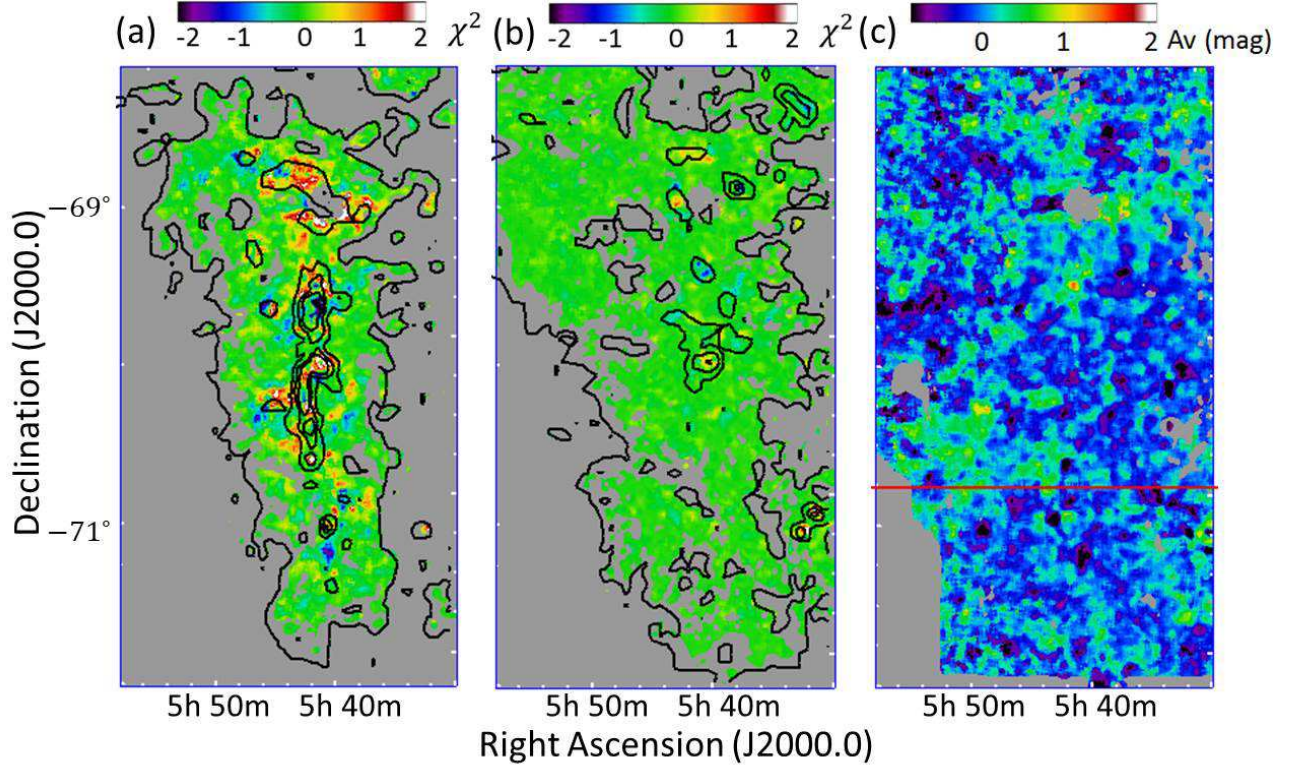 (a) -2 -1 0 1 2 χ² (b) -2 -1 0 1 2 χ² (c) 0 1 2 Av (mag)
−69°
−71°
Declination (J2000.0)
5h 50m 5h 40m 5h 50m 5h 40m 5h 50m 5h 40m
Right Ascension (J2000.0)